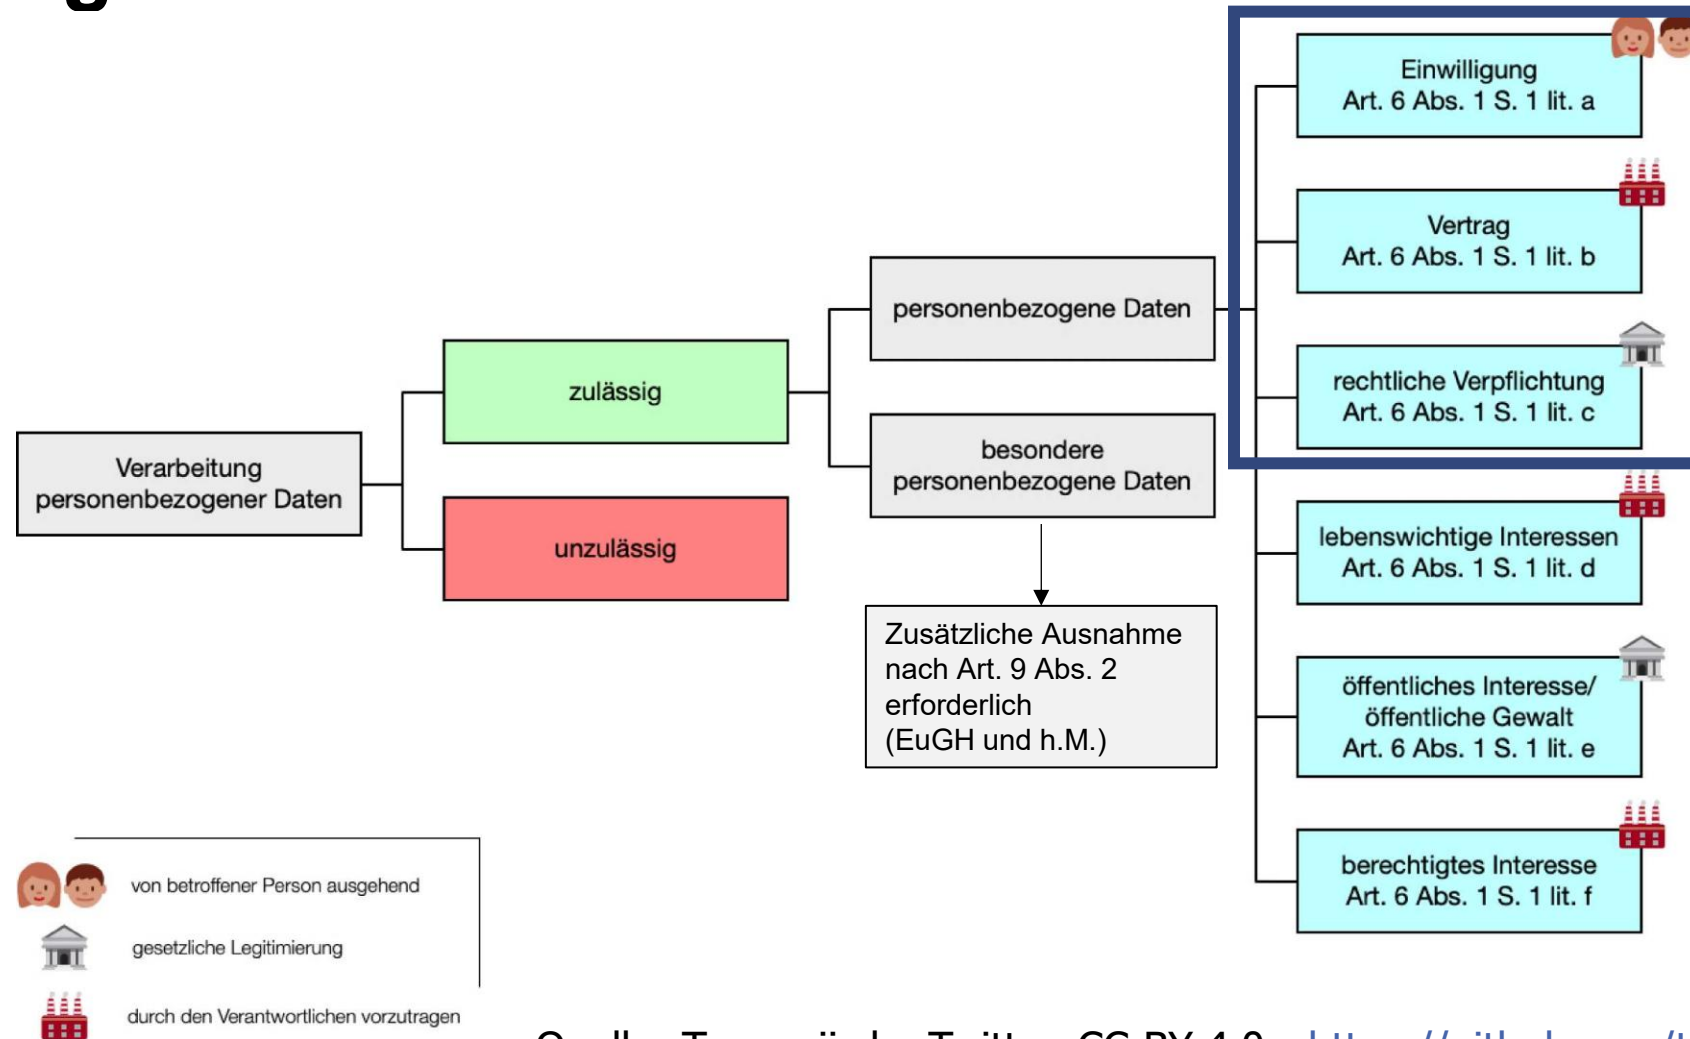 Verarbeitung
personenbezogener Daten
zulässig
unzulässig
personenbezogene Daten
besondere
personenbezogene Daten
Zusätzliche Ausnahme
nach Art. 9 Abs. 2
erforderlich
(EuGH und h.M.)
Einwilligung
Art. 6 Abs. 1 S. 1 lit. a
Vertrag
Art. 6 Abs. 1 S. 1 lit. b
rechtliche Verpflichtung
Art. 6 Abs. 1 S. 1 lit. c
lebenswichtige Interessen
Art. 6 Abs. 1 S. 1 lit. d
öffentliches Interesse/
öffentliche Gewalt
Art. 6 Abs. 1 S. 1 lit. e
berechtigtes Interesse
Art. 6 Abs. 1 S. 1 lit. f
von betroffener Person ausgehend
gesetzliche Legitimierung
durch den Verantwortlichen vorzutragen